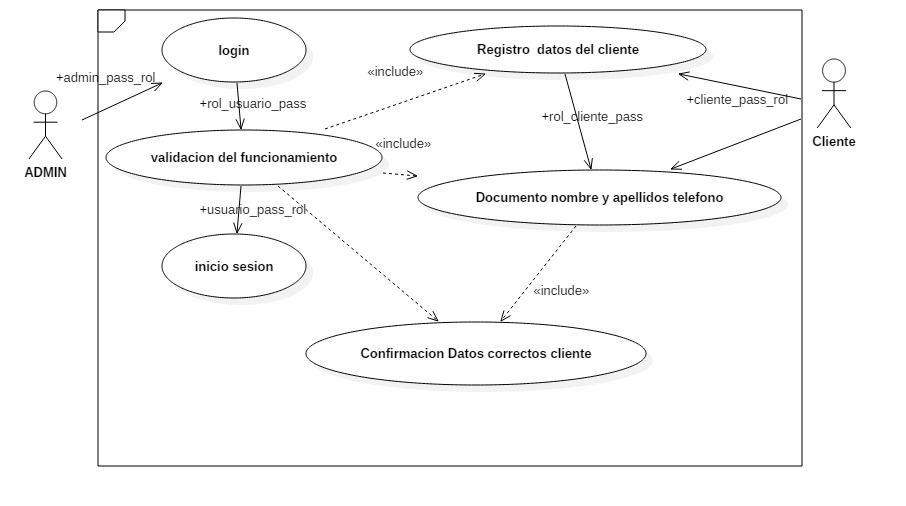 login
Registro  datos del cliente
«include»
+admin_pass_rol
+cliente_pass_rol
+rol_usuario_pass
+rol_cliente_pass
ADMIN
Cliente
«include»
validacion del funcionamiento
Documento nombre y apellidos telefono
+usuario_pass_rol
inicio sesion
«include»
Confirmacion Datos correctos cliente